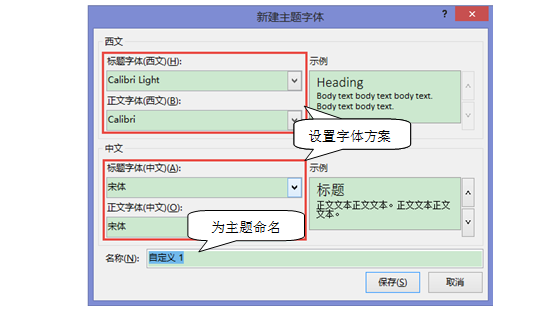 新建主题字体
?
西文
标题字体(西文)(H):
Calibri Light
正文字体(西文)(B):
Calibri
示例
Heading
Body text body text body text.
Body text body text.
设置字体方案
中文
标题字体(中文)(A):
宋体
正文字体(中文)(O):
宋体
示例
标题
正文文本正文文本。正文文本正文
文本。
为主题命名
名称(N):
自定义 1
保存(S)
取消